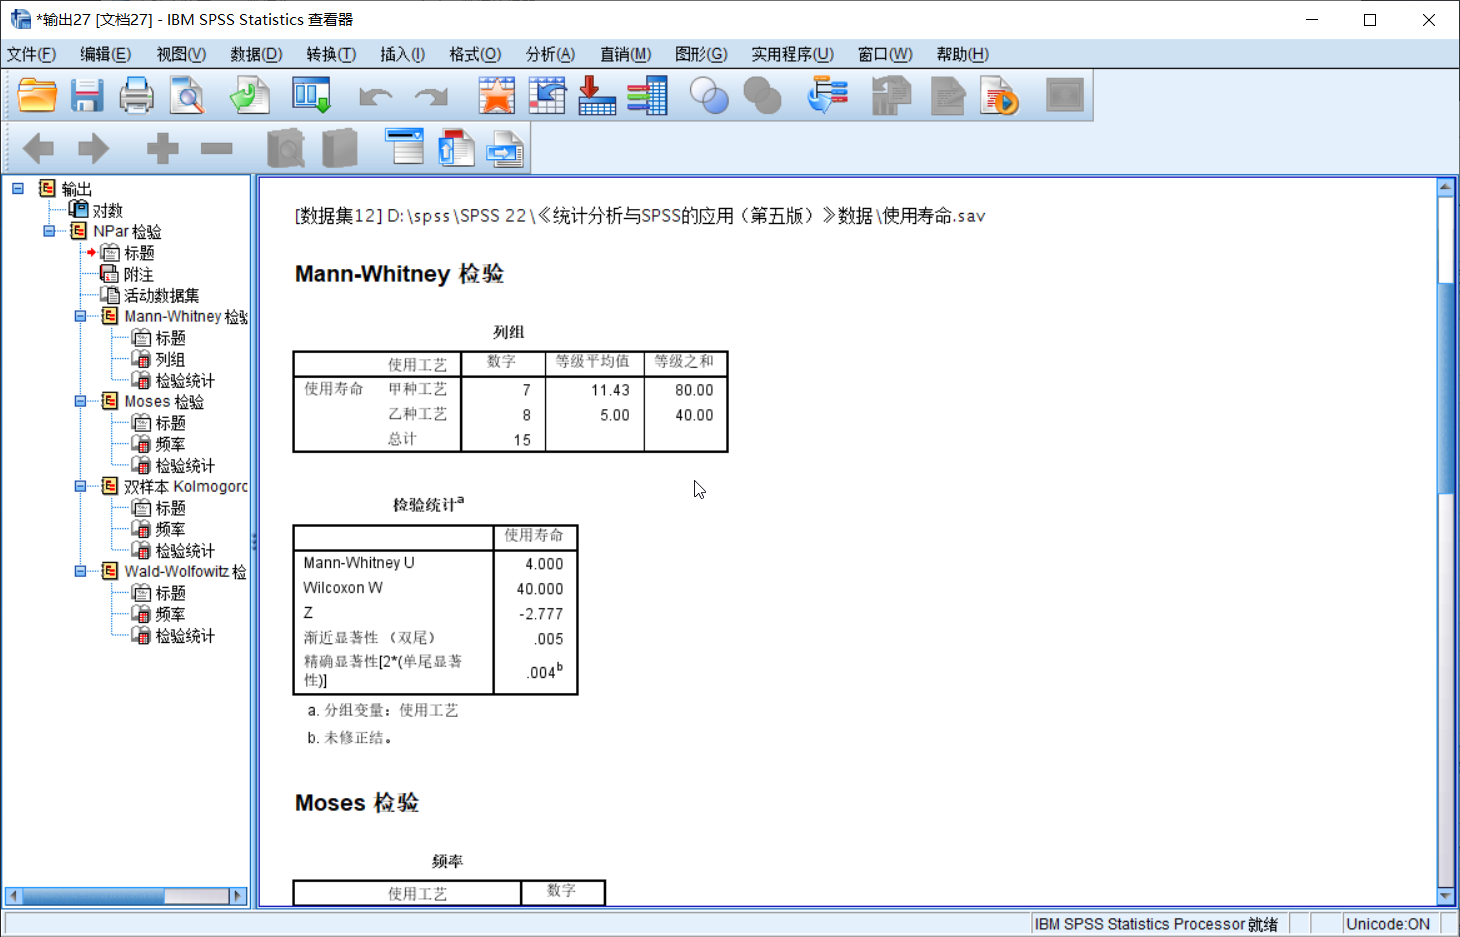 *输出27 [文档27] - IBM SPSS Statistics 查看器
文件(F) 编辑(E) 视图(V) 数据(D) 转换(T) 插入(I) 格式(O) 分析(A) 直销(M) 图形(G) 实用程序(U) 窗口(W) 帮助(H)
输出
对数
NPar 检验
标题
附注
活动数据集
Mann-Whitney 检验
标题
列组
检验统计
Moses 检验
标题
频率
检验统计
双样本 Kolmogorc
标题
频率
检验统计
Wald-Wolfowitz 检
标题
频率
检验统计
[数据集12] D:\spss\SPSS 22\《统计分析与SPSS的应用（第五版）》数据\使用寿命.sav
Mann-Whitney 检验
列组
使用工艺 数字 等级平均值 等级之和
使用寿命 甲种工艺 7 11.43 80.00
乙种工艺 8 5.00 40.00
总计 15
检验统计a
使用寿命
Mann-Whitney U 4.000
Wilcoxon W 40.000
Z -2.777
渐近显著性（双尾） .005
精确显著性[2*(单尾显著
性)] .004b
a. 分组变量：使用工艺
b. 未修正结。
Moses 检验
频率
使用工艺 数字
IBM SPSS Statistics Processor 就绪 Unicode:ON